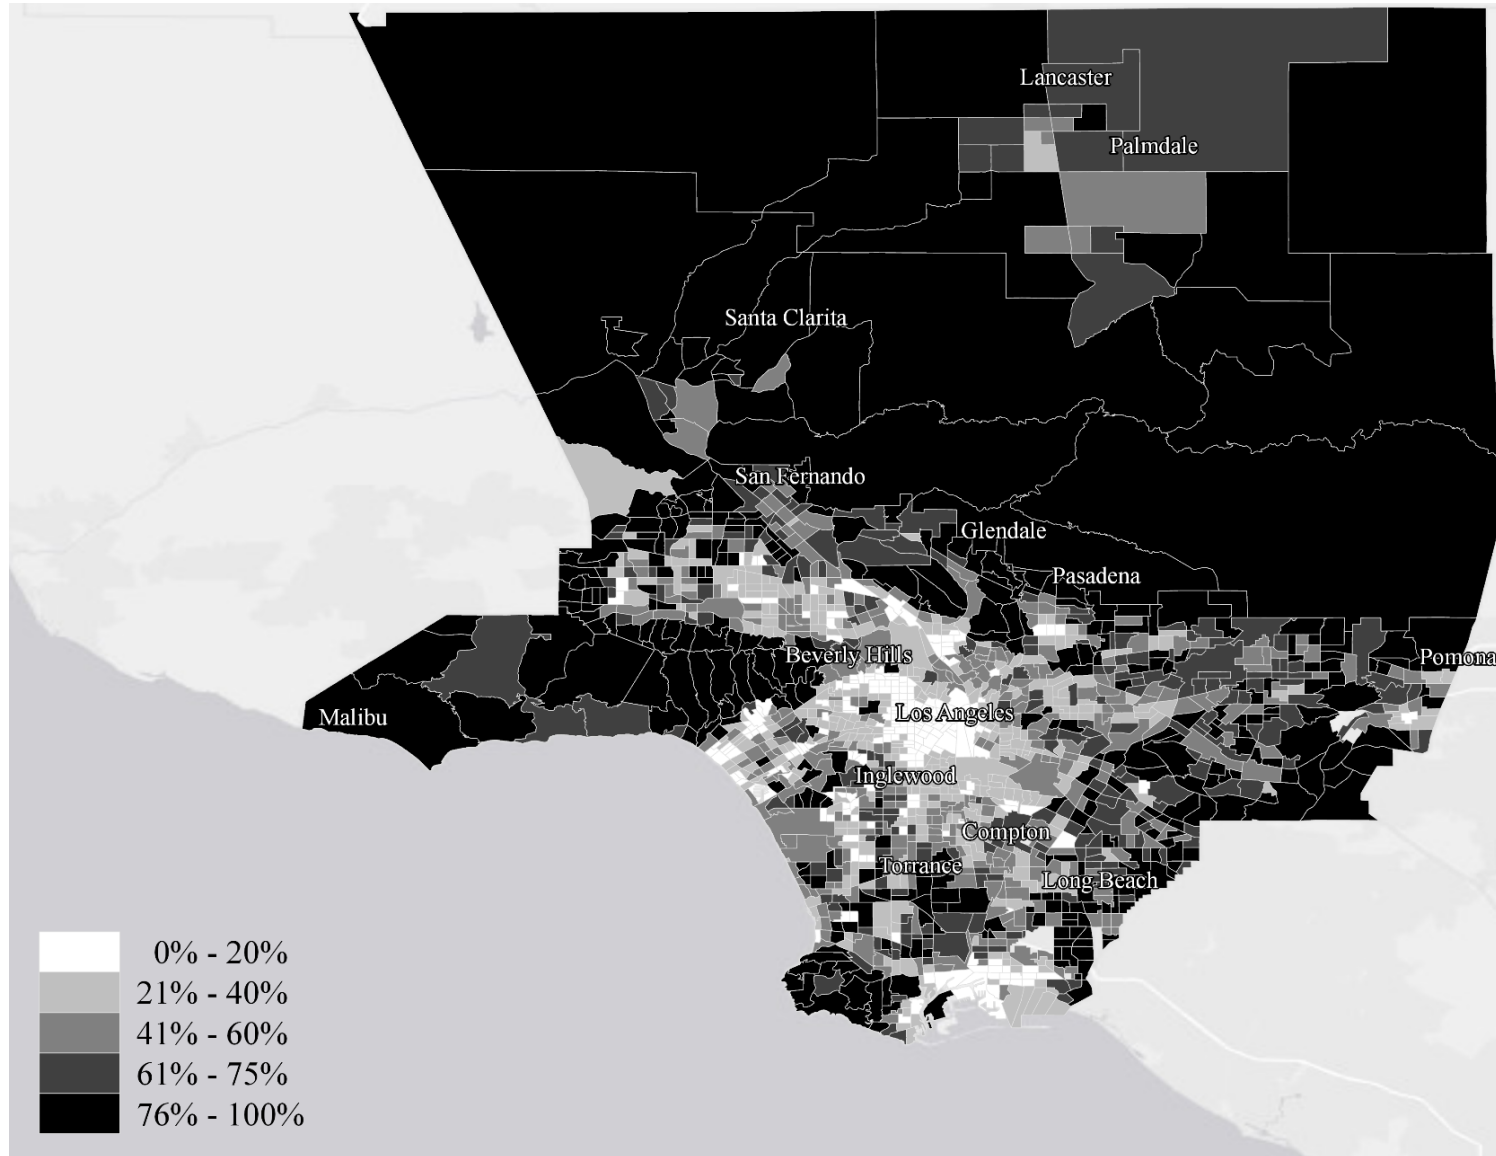 Lancaster
Palmdale
Santa Clarita
San Fernando
Glendale
Pasadena
Beverly Hills
Pomona
Malibu
Los Angeles
Inglewood
Compton
Torrance
Long Beach
0% - 20%
21% - 40%
41% - 60%
61% - 75%
76% - 100%